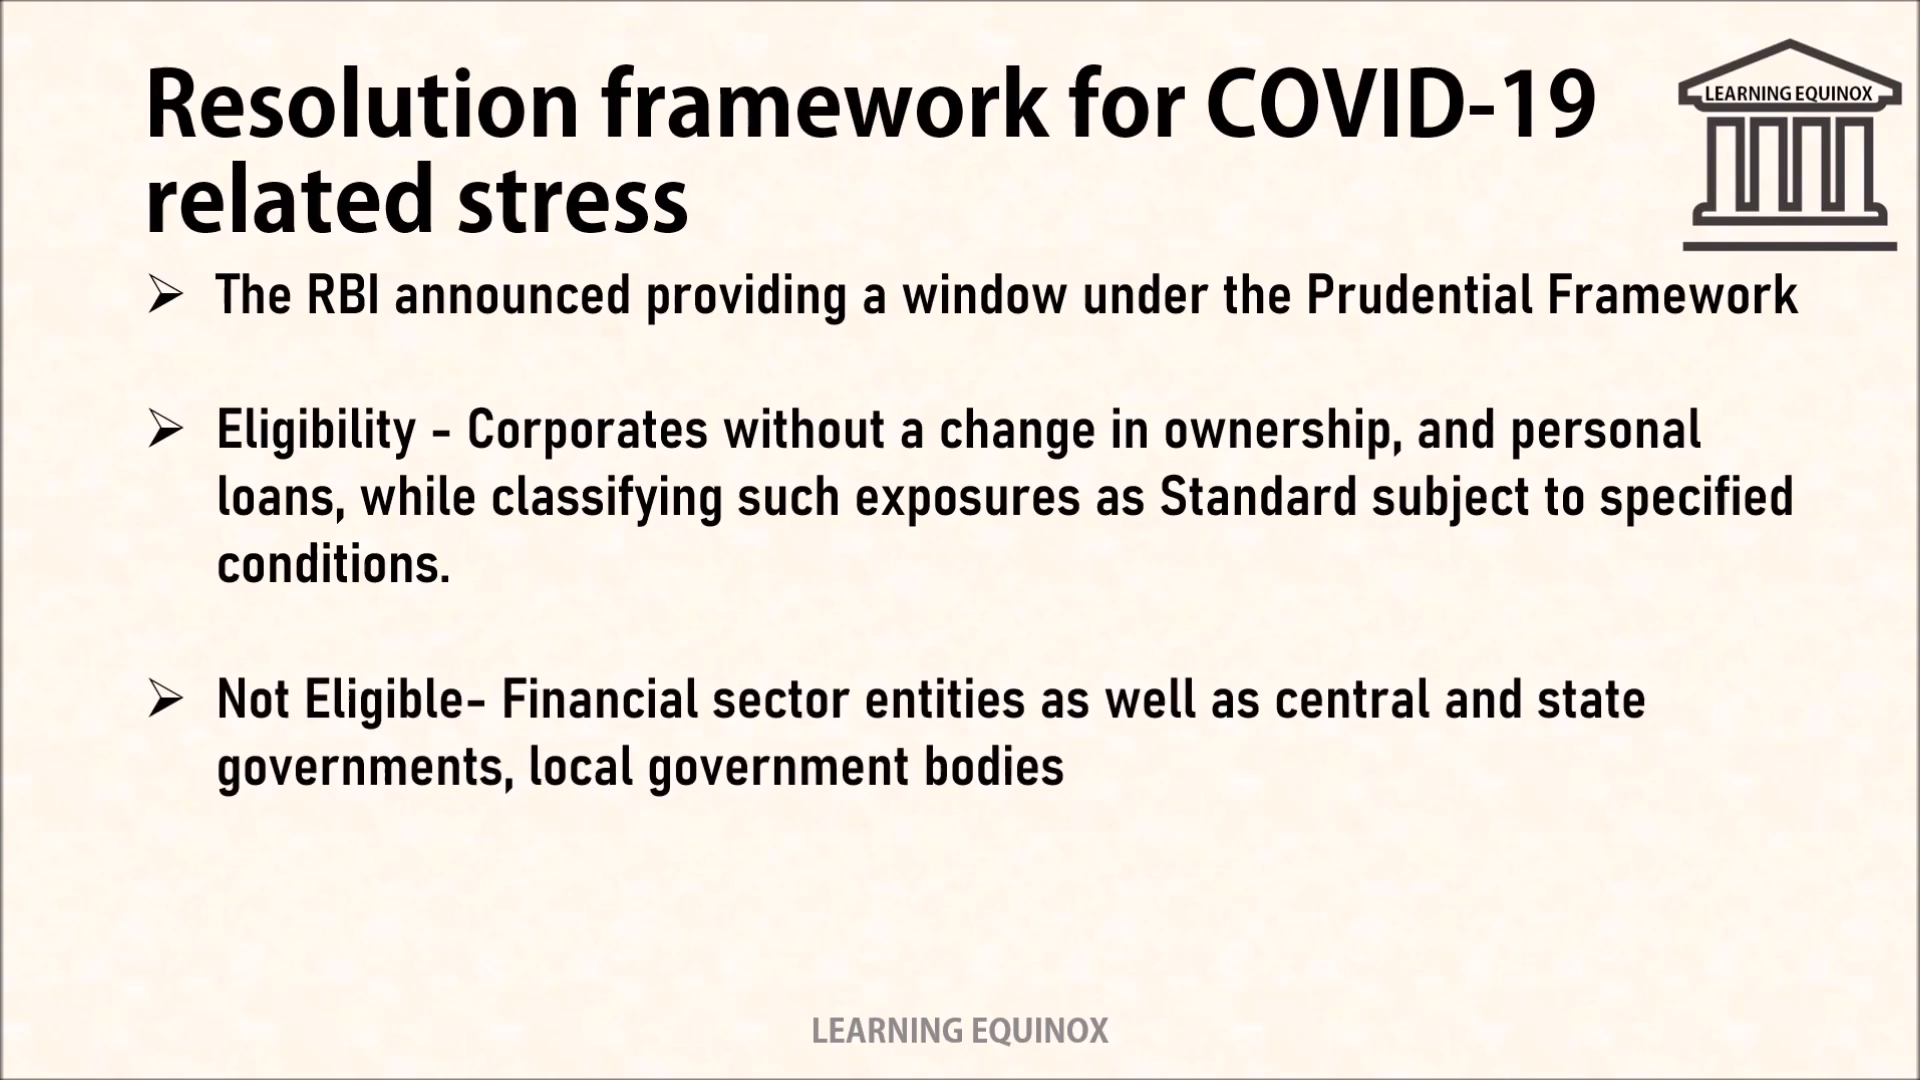 Resolution framework for COVID-19
related stress
LEARNING EQUINOX
➢ The RBI announced providing a window under the Prudential Framework
➢ Eligibility - Corporates without a change in ownership, and personal
loans, while classifying such exposures as Standard subject to specified
conditions.
➢ Not Eligible- Financial sector entities as well as central and state
governments, local government bodies
LEARNING EQUINOX